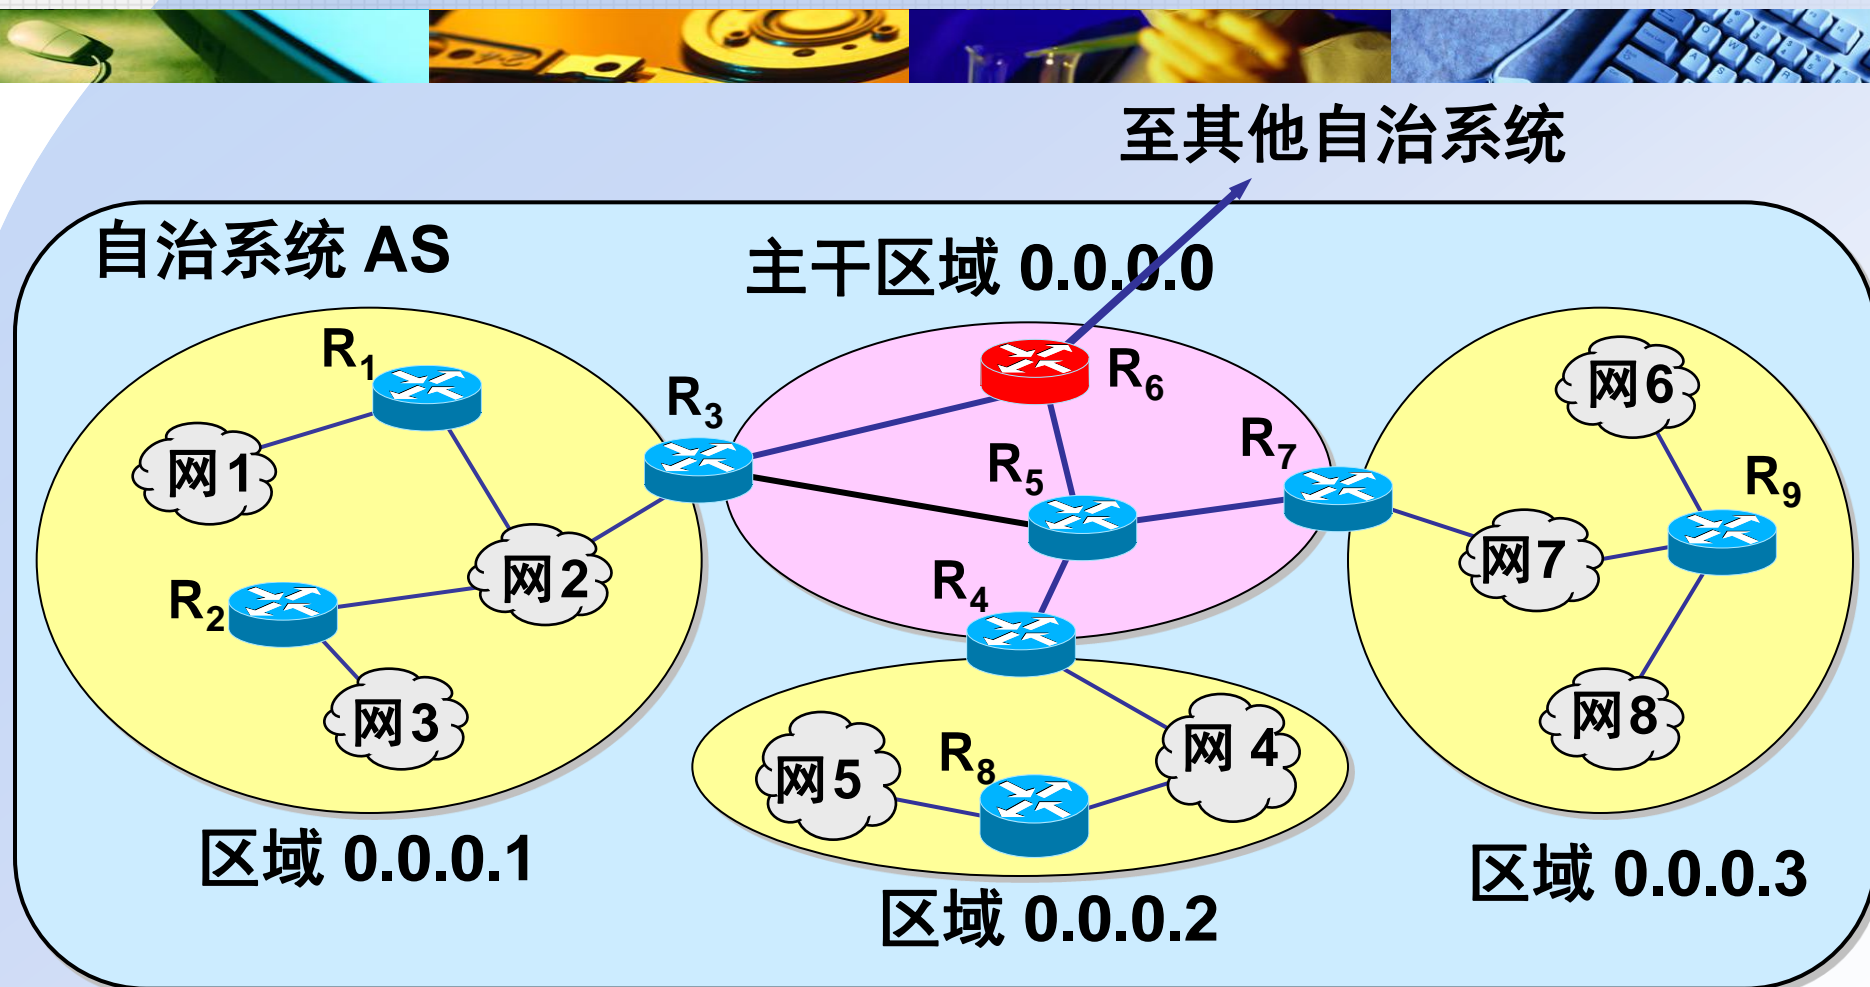 至其他自治系统
自治系统 AS
主干区域 0.0.0.0
R1
R3
R6
网6
网1
R5
R7
R9
R2
网2
R4
网7
网3
网5
R8
网 4
网8
区域 0.0.0.1
区域 0.0.0.2
区域 0.0.0.3